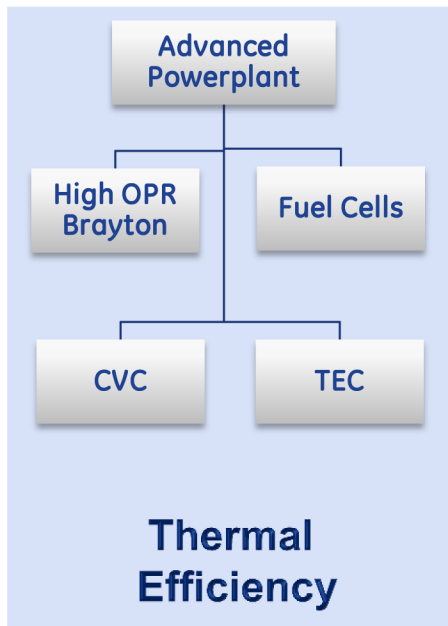 Advanced
Powerplant
High OPR
Brayton
Fuel Cells
CVC
TEC
Thermal
Efficiency